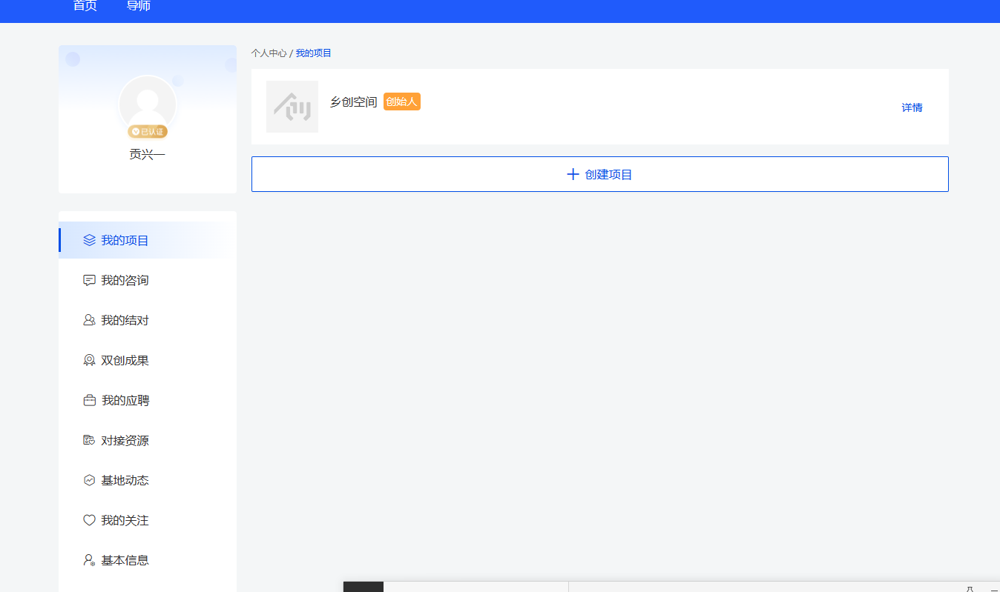 首页 导师
个人中心 / 我的项目
乡创空间 创始人
详情
已认证
贡兴一
创建项目
我的项目
我的咨询
我的结对
双创成果
我的应聘
对接资源
基地动态
我的关注
基本信息